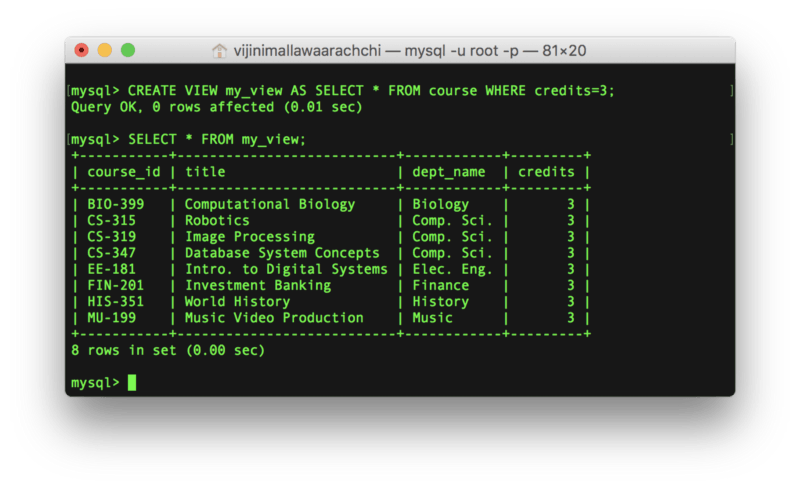 vijinimallawaarachchi — mysql -u root -p — 81×20
[mysql> CREATE VIEW my_view AS SELECT * FROM course WHERE credits=3; ]
Query OK, 0 rows affected (0.01 sec)
[mysql> SELECT * FROM my_view; ]
+-----------+----------------------------+------------+---------+
| course_id | title                      | dept_name  | credits |
+-----------+----------------------------+------------+---------+
| BIO-399   | Computational Biology      | Biology    |       3 |
| CS-315    | Robotics                   | Comp. Sci. |       3 |
| CS-319    | Image Processing           | Comp. Sci. |       3 |
| CS-347    | Database System Concepts   | Comp. Sci. |       3 |
| EE-181    | Intro. to Digital Systems  | Elec. Eng. |       3 |
| FIN-201   | Investment Banking         | Finance    |       3 |
| HIS-351   | World History              | History    |       3 |
| MU-199    | Music Video Production     | Music      |       3 |
+-----------+----------------------------+------------+---------+
8 rows in set (0.00 sec)
mysql>